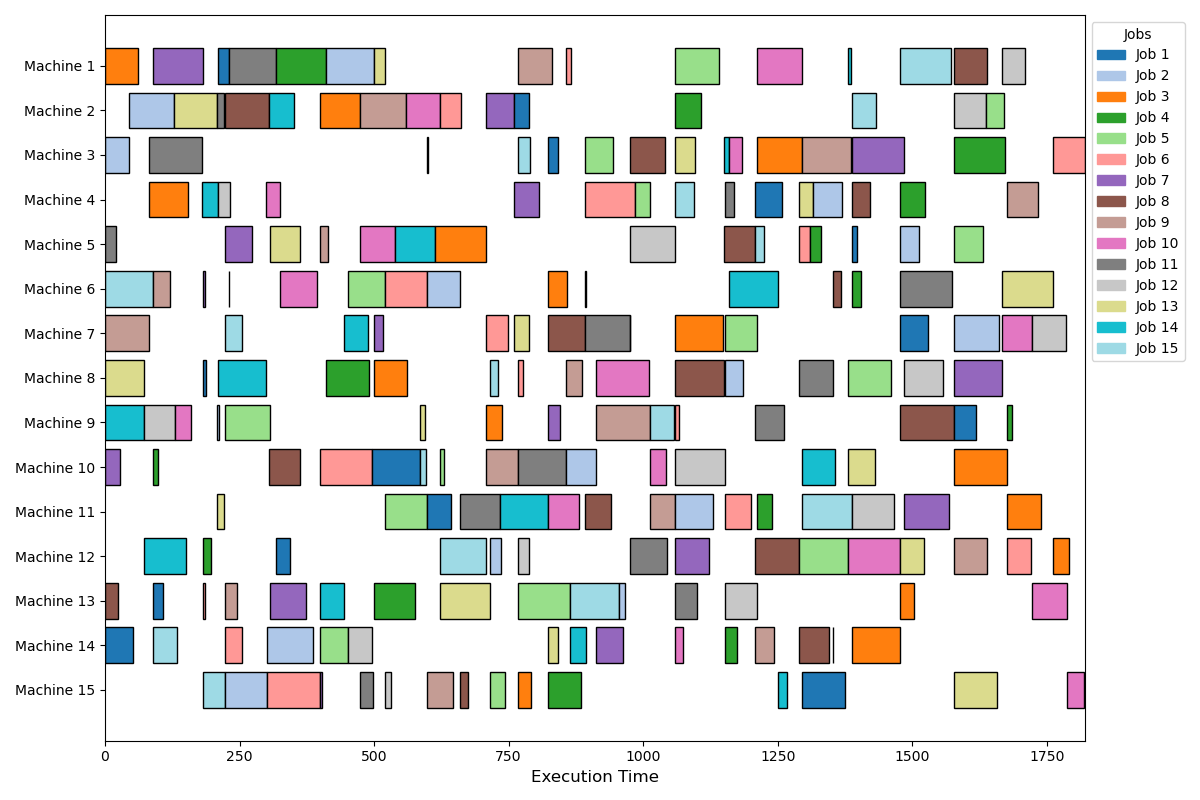 Machine 1
Machine 2
Machine 3
Machine 4
Machine 5
Machine 6
Machine 7
Machine 8
Machine 9
Machine 10
Machine 11
Machine 12
Machine 13
Machine 14
Machine 15
0 250 500 750 1000 1250 1500 1750
Execution Time
Jobs
Job 1
Job 2
Job 3
Job 4
Job 5
Job 6
Job 7
Job 8
Job 9
Job 10
Job 11
Job 12
Job 13
Job 14
Job 15